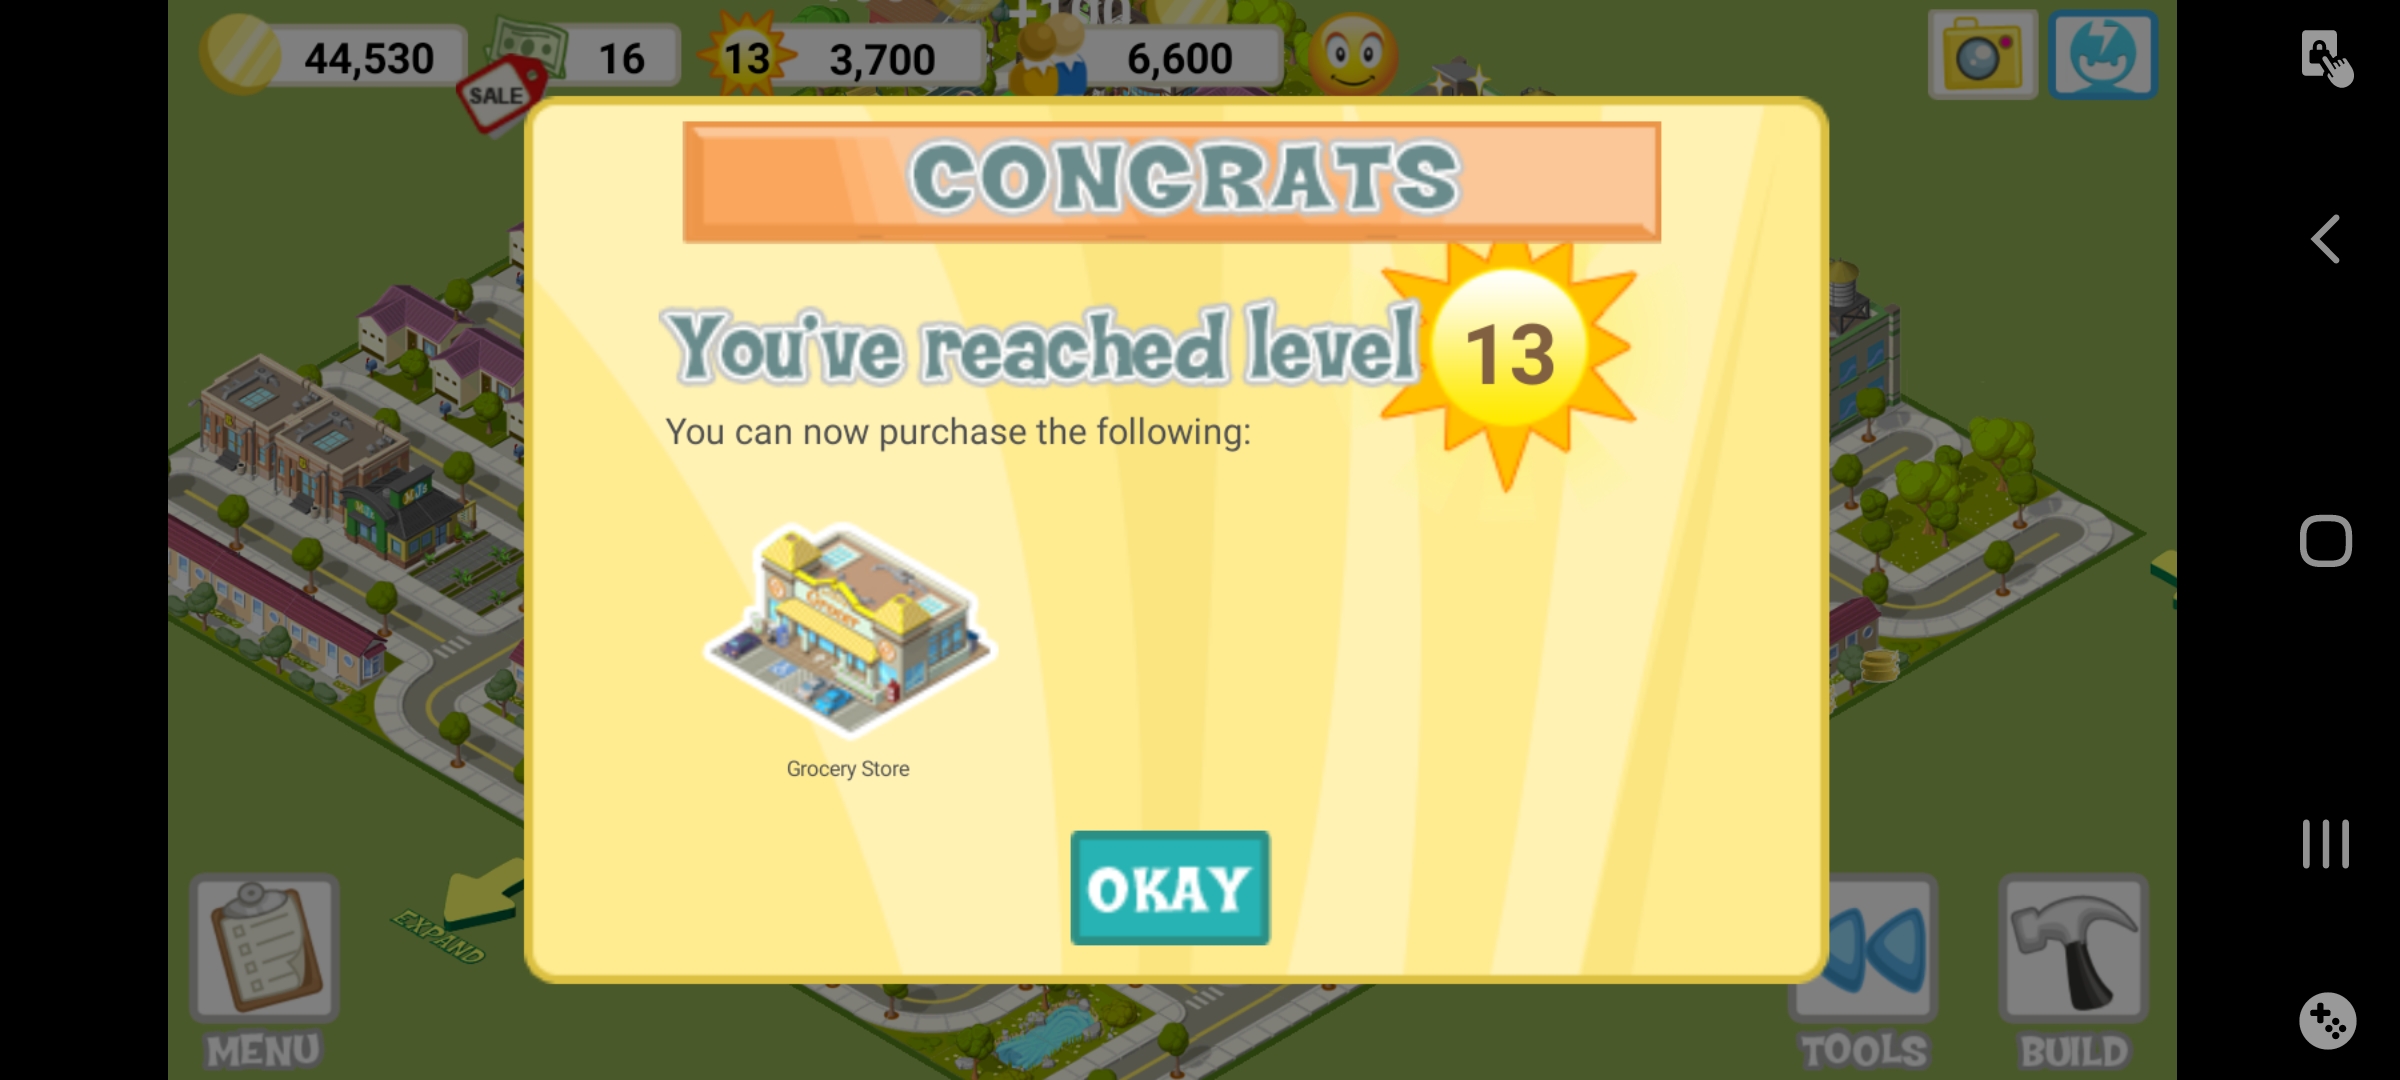 +100
44,530
16
13
3,700
6,600
SALE
CONGRATS
You've reached level
13
You can now purchase the following:
Grocery Store
OKAY
EXPAND
MENU
TOOLS
BUILD